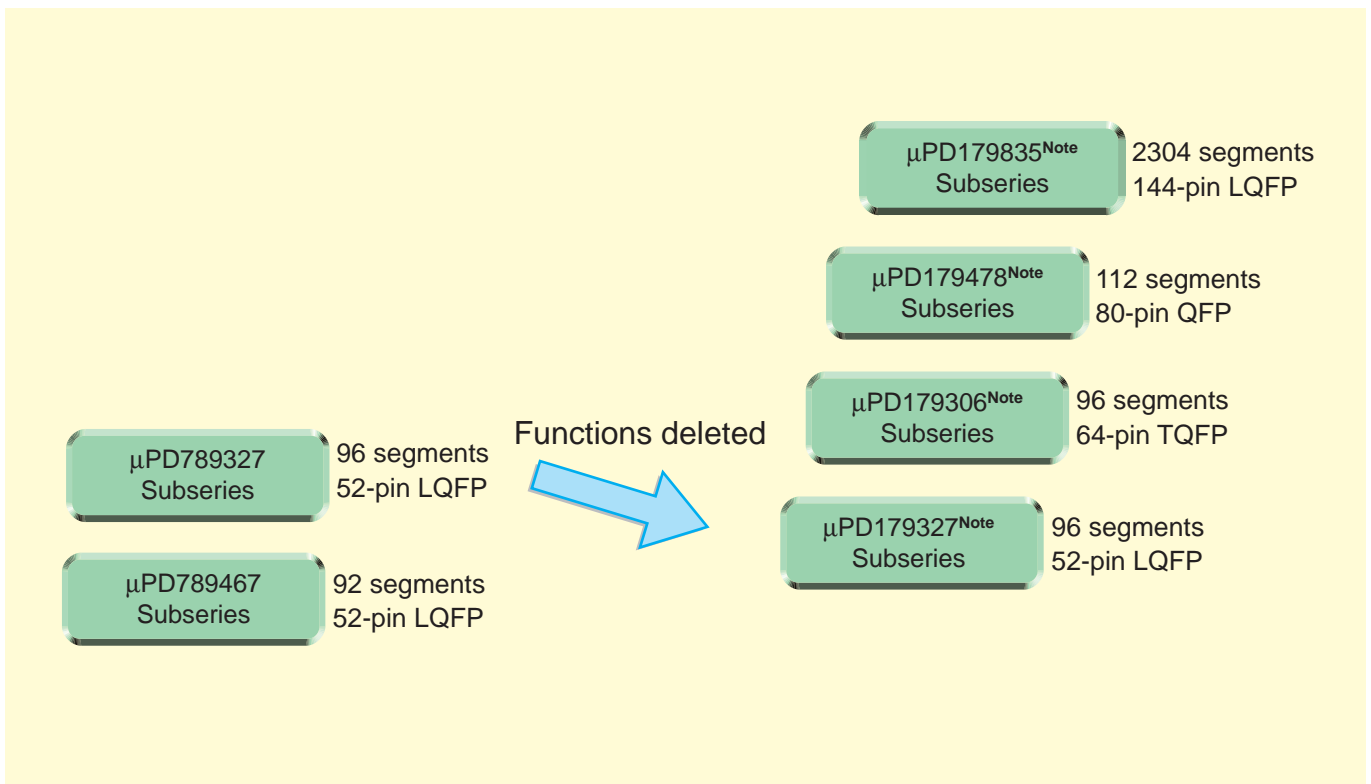 µPD179835Note
Subseries
2304 segments
144-pin LQFP
µPD179478Note
Subseries
112 segments
80-pin QFP
µPD179306Note
Subseries
96 segments
64-pin TQFP
Functions deleted
µPD789327
Subseries
96 segments
52-pin LQFP
µPD179327Note
Subseries
96 segments
52-pin LQFP
µPD789467
Subseries
92 segments
52-pin LQFP